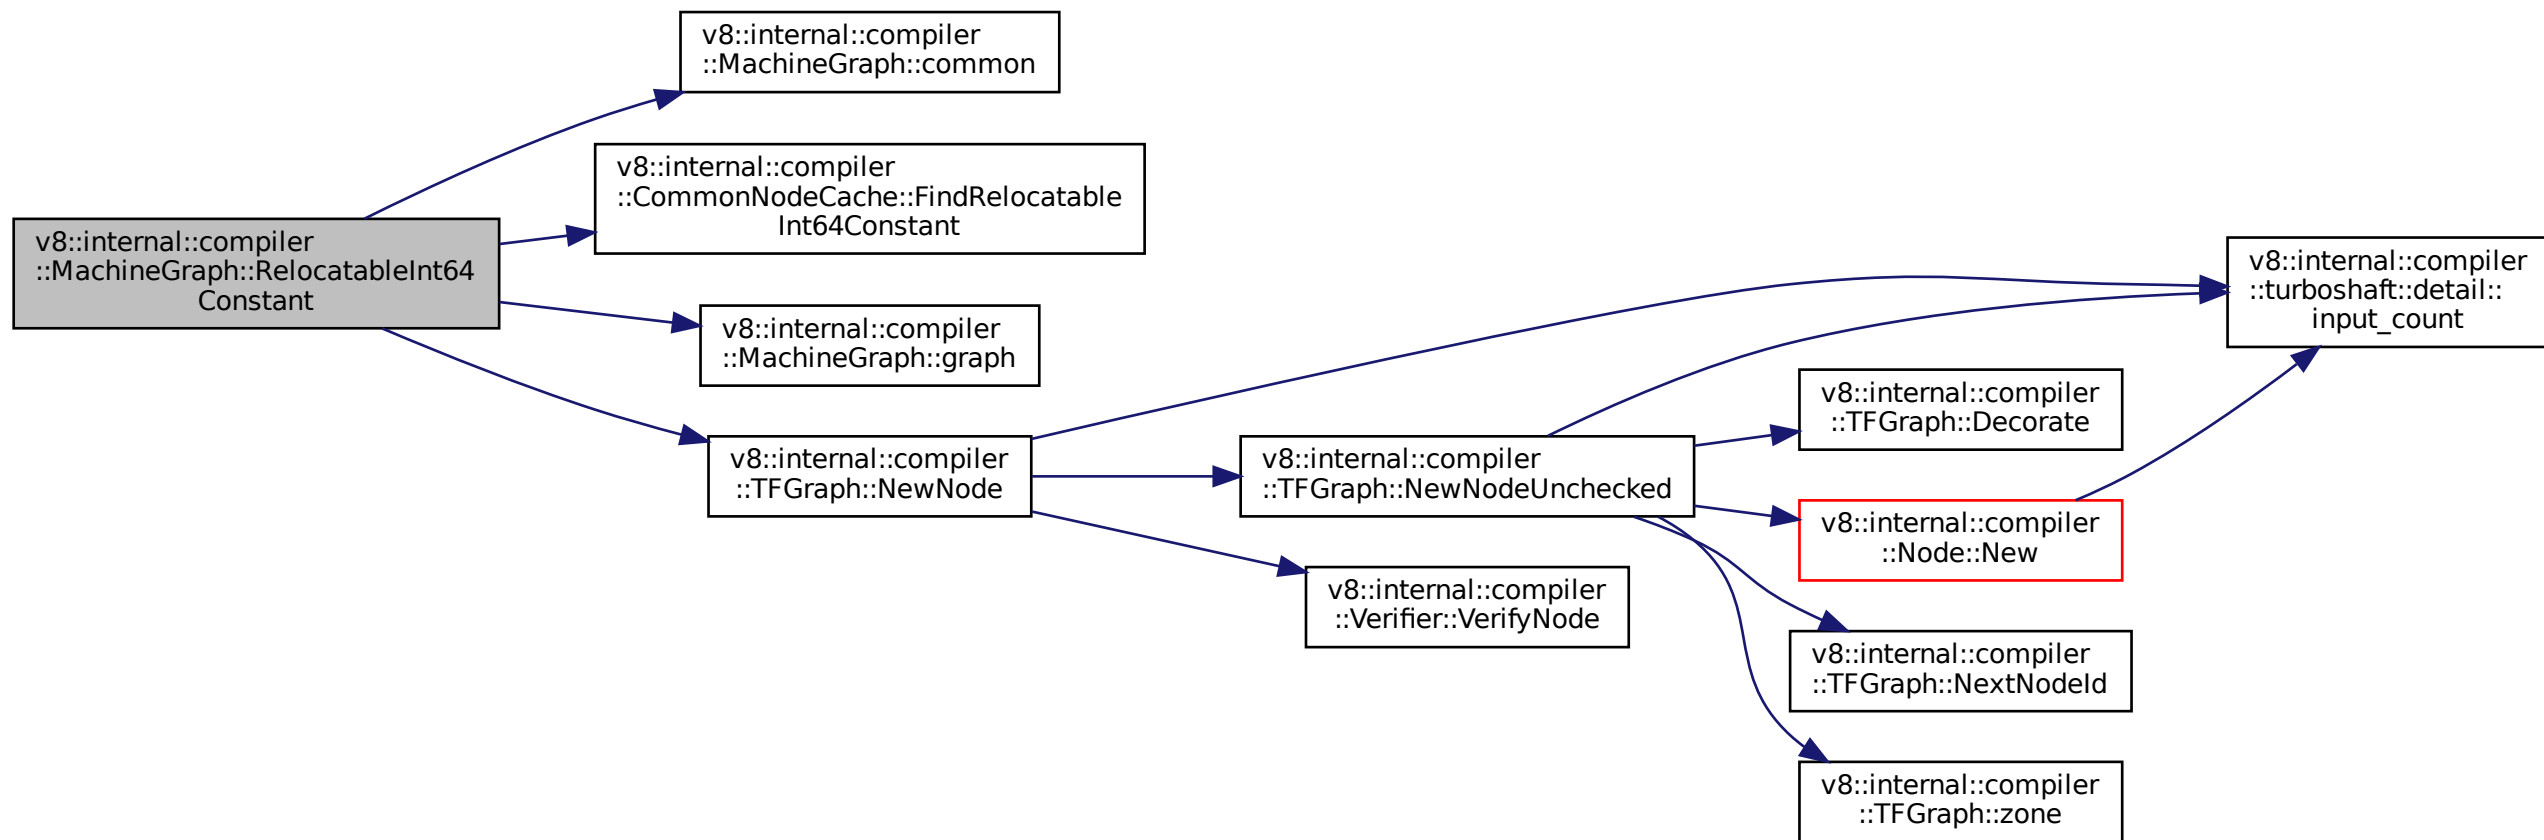 v8::internal::compiler
::MachineGraph::RelocatableInt64
Constant
v8::internal::compiler
::MachineGraph::common
v8::internal::compiler
::CommonNodeCache::FindRelocatable
Int64Constant
v8::internal::compiler
::MachineGraph::graph
v8::internal::compiler
::TFGraph::NewNode
v8::internal::compiler
::TFGraph::NewNodeUnchecked
v8::internal::compiler
::Verifier::VerifyNode
v8::internal::compiler
::turboshaft::detail::
input_count
v8::internal::compiler
::TFGraph::Decorate
v8::internal::compiler
::Node::New
v8::internal::compiler
::TFGraph::NextNodeId
v8::internal::compiler
::TFGraph::zone